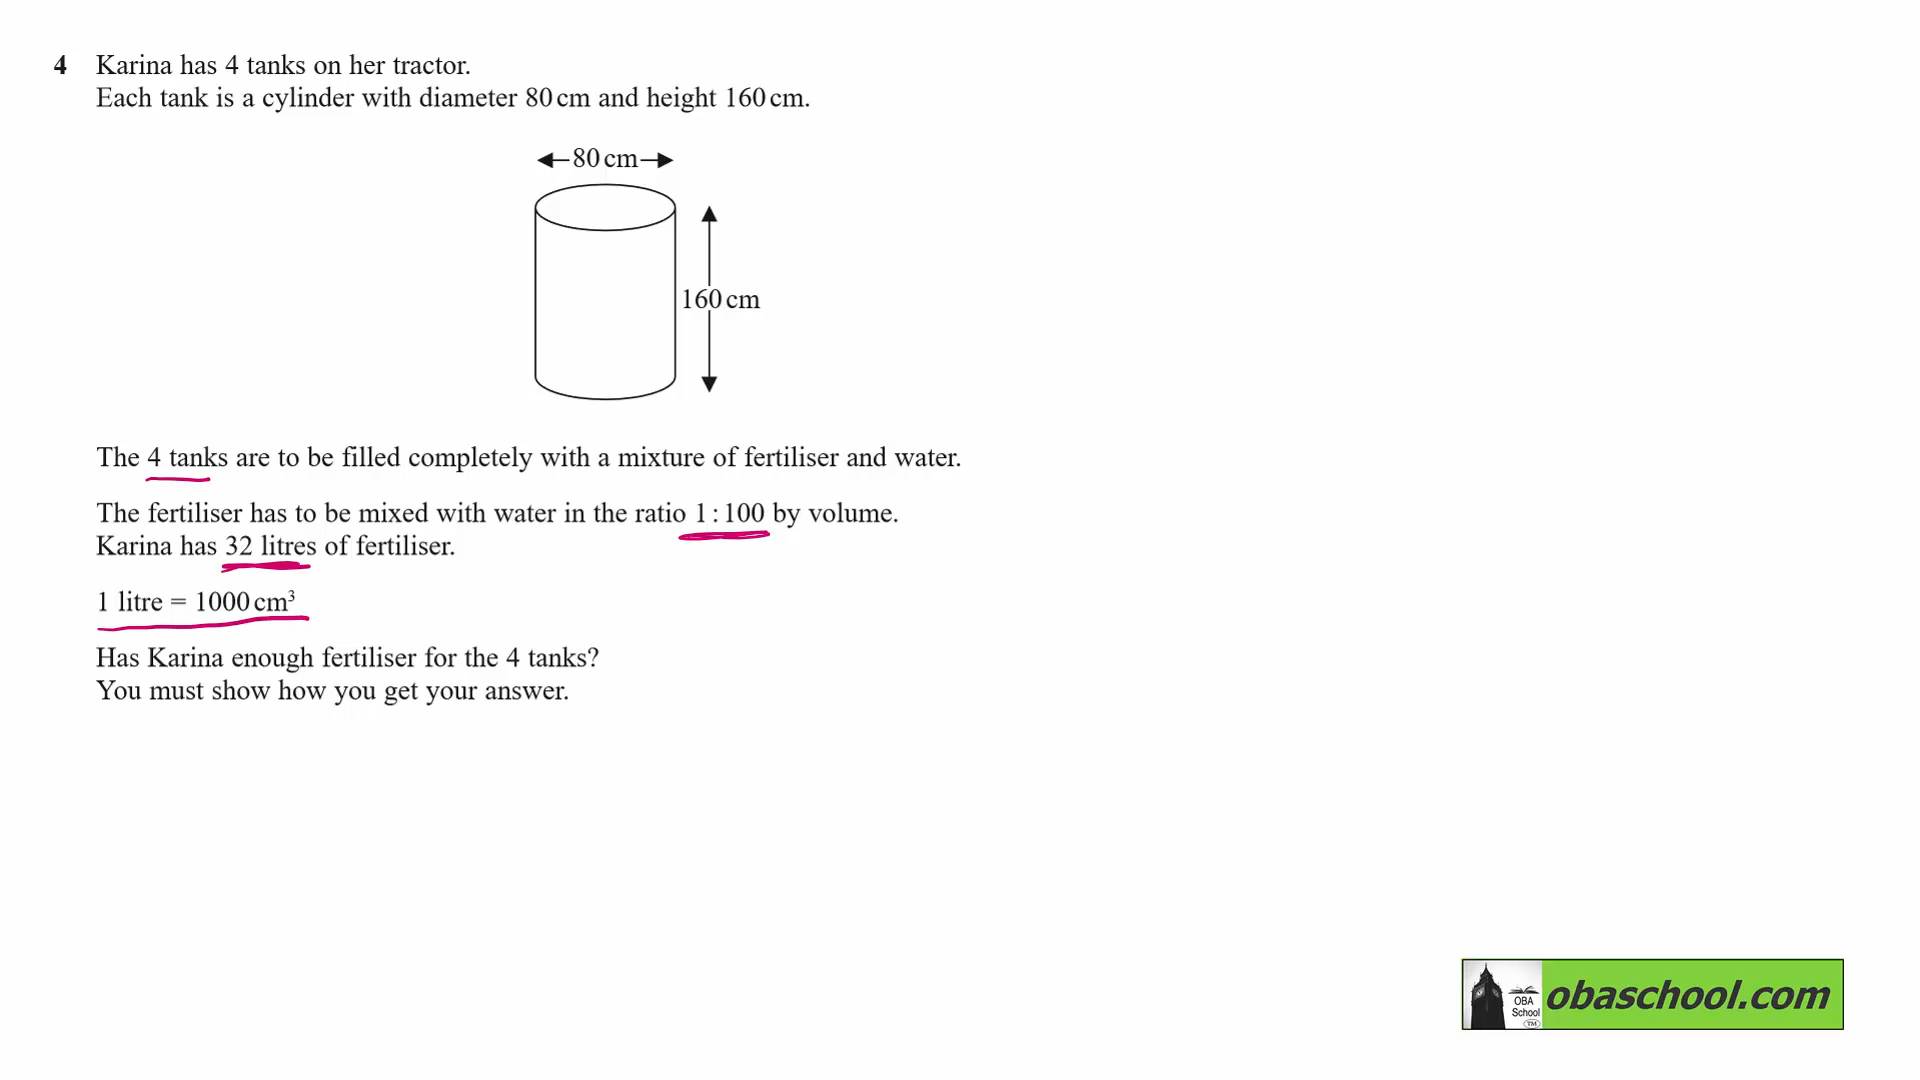 4 Karina has 4 tanks on her tractor.
Each tank is a cylinder with diameter 80 cm and height 160 cm.
80 cm
160 cm
The 4 tanks are to be filled completely with a mixture of fertiliser and water.
The fertiliser has to be mixed with water in the ratio 1 : 100 by volume.
Karina has 32 litres of fertiliser.
1 litre = 1000 cm³
Has Karina enough fertiliser for the 4 tanks?
You must show how you get your answer.
OBA
School
TM
obaschool.com